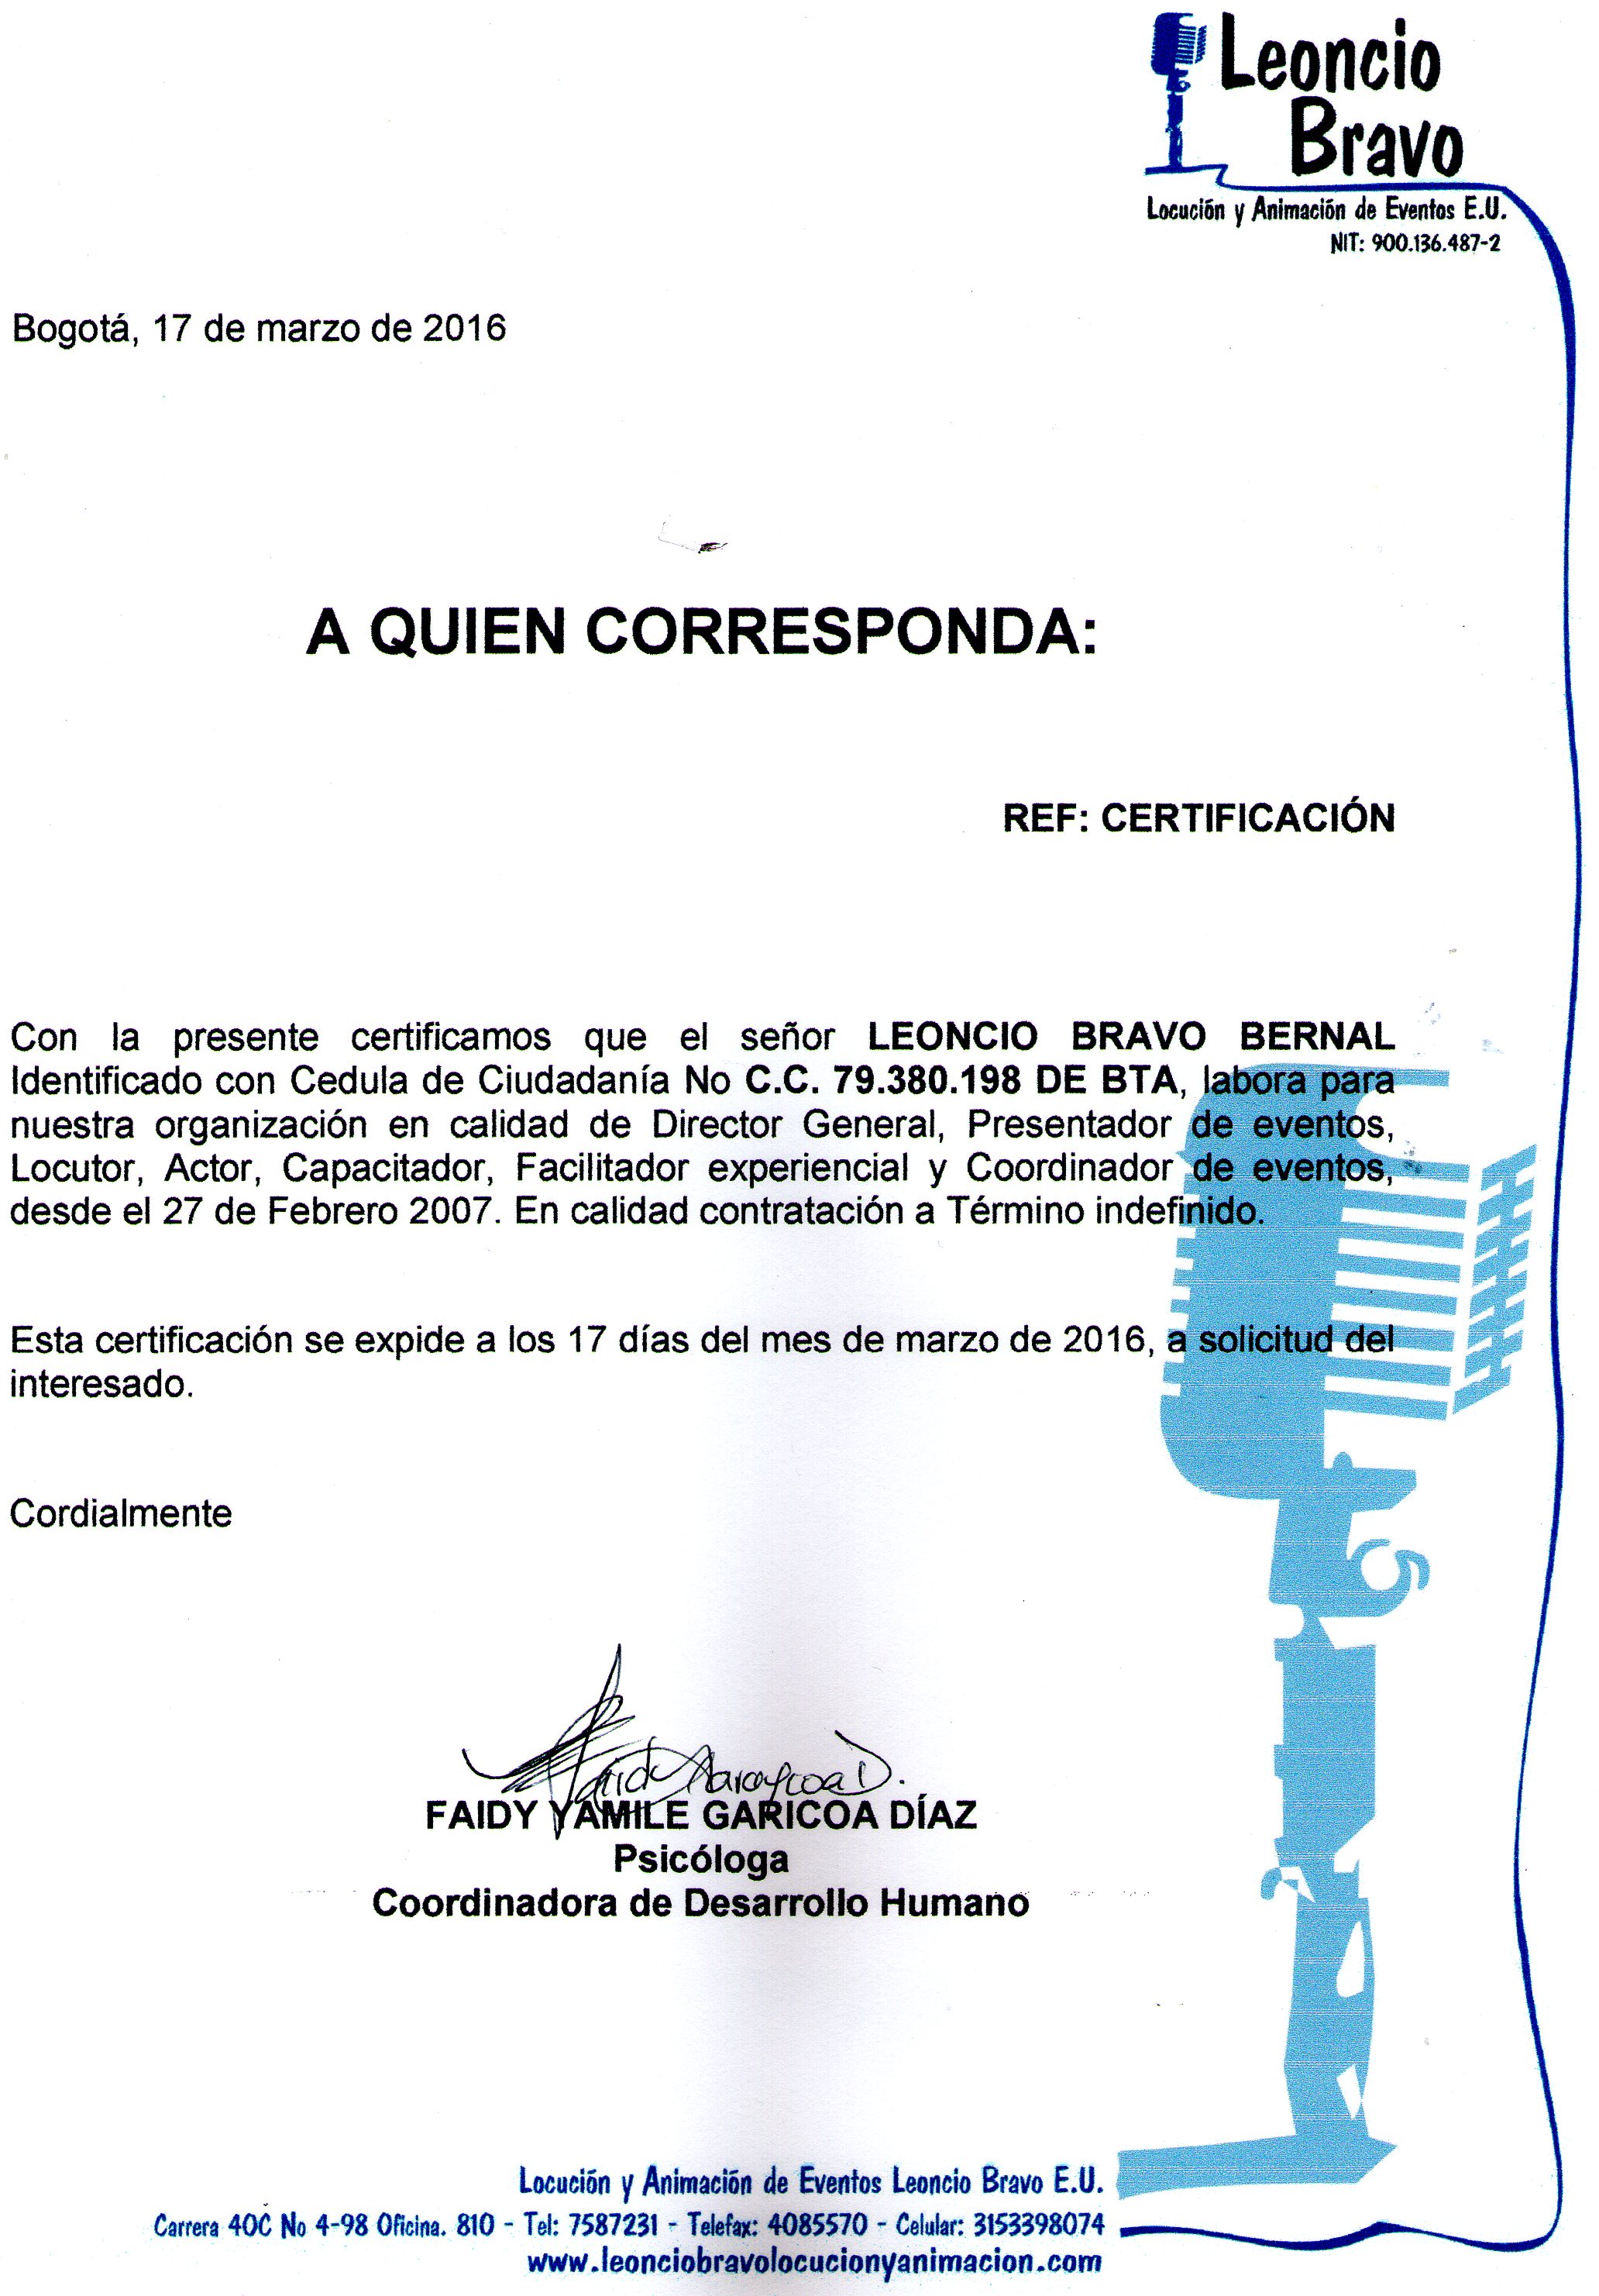 Leoncio
Bravo
Locución y Animación de Eventos E.U.
NIT: 900.136.487-2
Bogotá, 17 de marzo de 2016
A QUIEN CORRESPONDA:
REF: CERTIFICACIÓN
Con la presente certificamos que el señor LEONCIO BRAVO BERNAL
Identificado con Cedula de Ciudadanía No C.C. 79.380.198 DE BTA, labora para
nuestra organización en calidad de Director General, Presentador de eventos,
Locutor, Actor, Capacitador, Facilitador experiencial y Coordinador de eventos,
desde el 27 de Febrero 2007. En calidad contratación a Término indefinido.
Esta certificación se expide a los 17 días del mes de marzo de 2016, a solicitud del
interesado.
Cordialmente
Faidy Garicoa D.
FAIDY YAMILE GARICOA DÍAZ
Psicóloga
Coordinadora de Desarrollo Humano
Locución y Animación de Eventos Leoncio Bravo E.U.
Carrera 40C No 4-98 Oficina. 810 - Tel: 7587231 - Telefax: 4085570 - Celular: 3153398074
www.leonciobravolocucionyanimacion.com